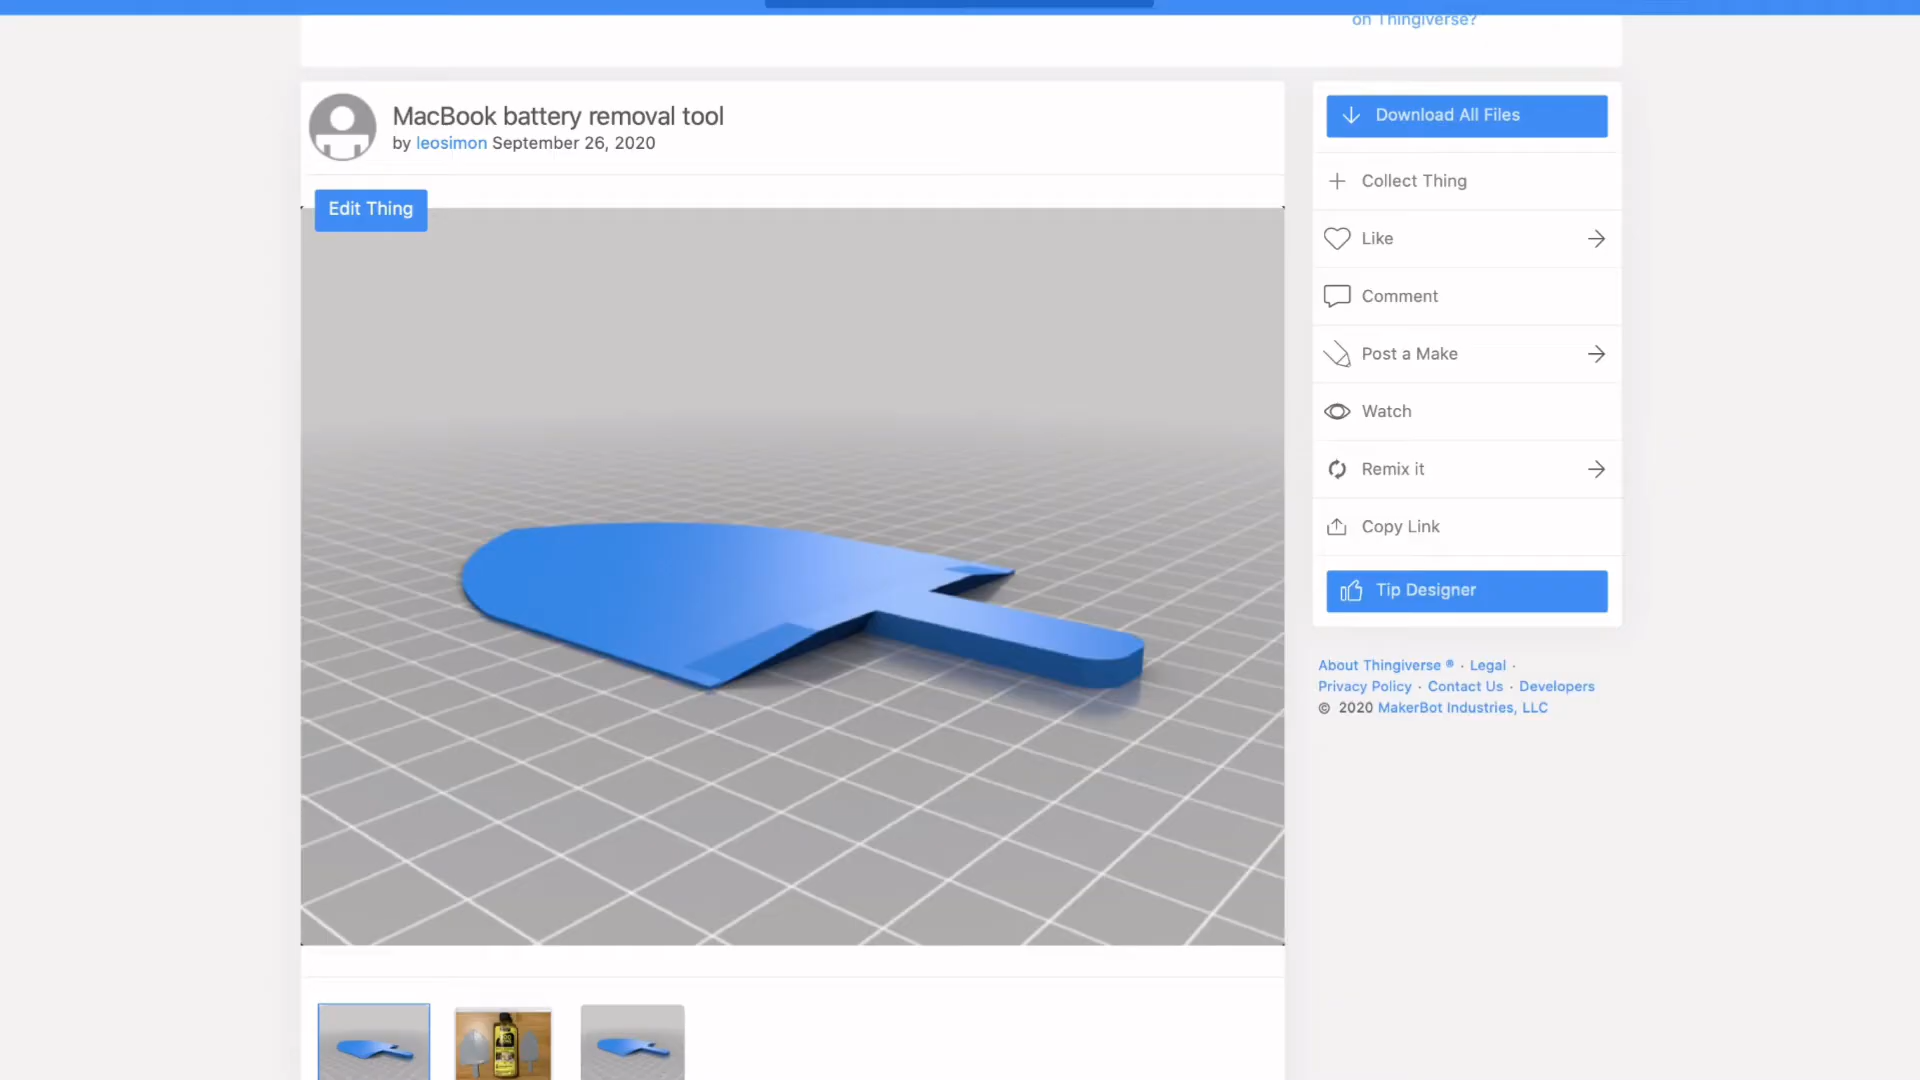 on Thingiverse?
MacBook battery removal tool
by leosimon September 26, 2020
Edit Thing
Download All Files
Collect Thing
Like
Comment
Post a Make
Watch
Remix it
Copy Link
Tip Designer
About Thingiverse ® · Legal ·
Privacy Policy · Contact Us · Developers
© 2020 MakerBot Industries, LLC